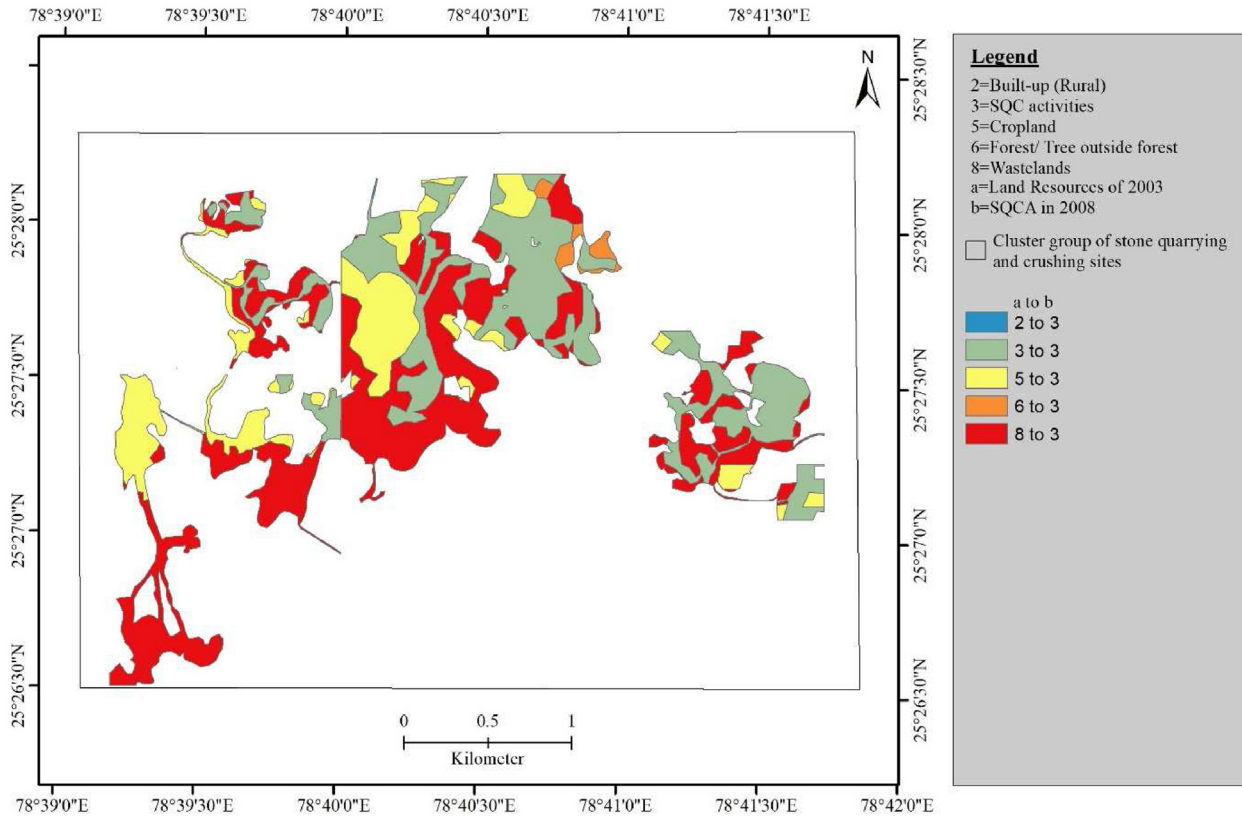 78°39'0"E 78°39'30"E 78°40'0"E 78°40'30"E 78°41'0"E 78°41'30"E
N
25°28'30"N
25°28'0"N
25°28'0"N
25°27'30"N
25°27'30"N
25°27'0"N
25°27'0"N
25°26'30"N
25°26'30"N
0 0.5 1
Kilometer
78°39'0"E 78°39'30"E 78°40'0"E 78°40'30"E 78°41'0"E 78°41'30"E 78°42'0"E
Legend
2=Built-up (Rural)
3=SQC activities
5=Cropland
6=Forest/ Tree outside forest
8=Wastelands
a=Land Resources of 2003
b=SQCA in 2008
Cluster group of stone quarrying
and crushing sites
a to b
2 to 3
3 to 3
5 to 3
6 to 3
8 to 3